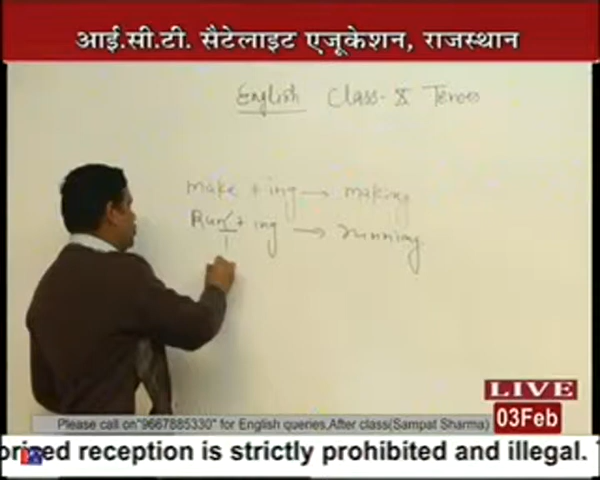 आई.सी.टी. सैटेलाइट एजूकेशन, राजस्थान
English Class-X Tenses
make + ing → making
Run + ing → running
LIVE
03Feb
Please call on"9667885330" for English queries,After class(Sampat Sharma)
reception is strictly prohibited and illegal.